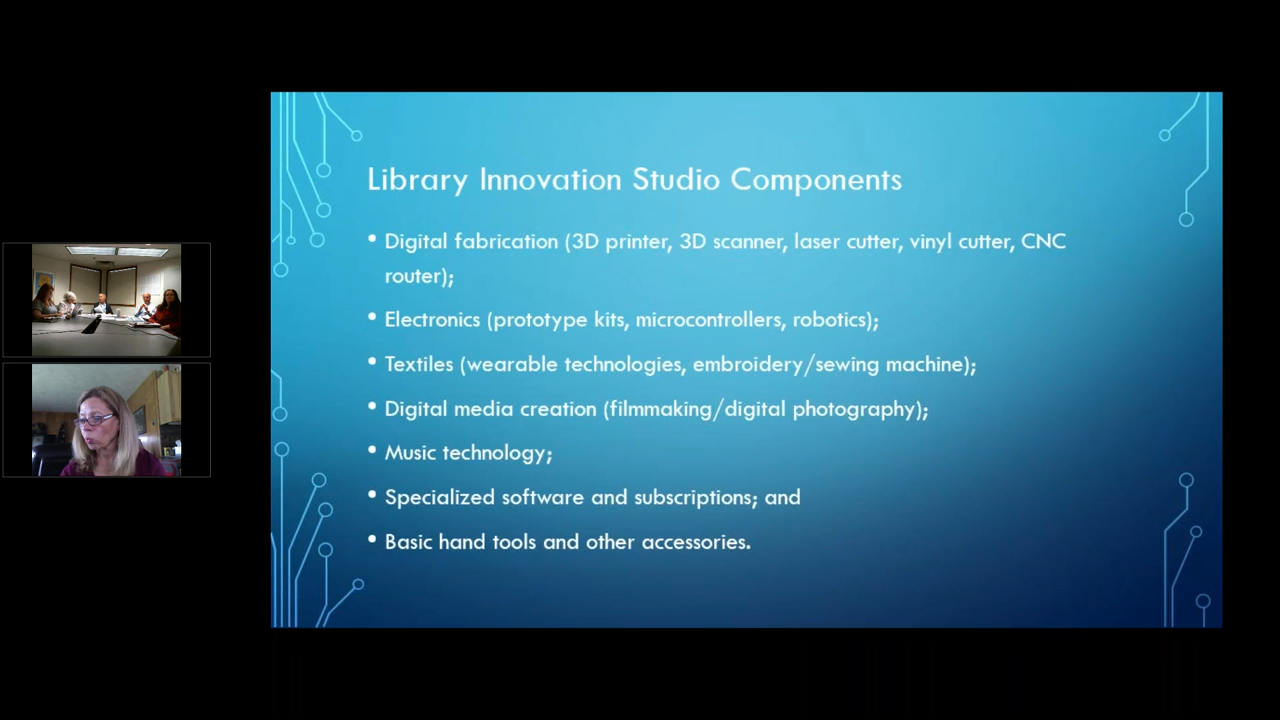 Library Innovation Studio Components
• Digital fabrication (3D printer, 3D scanner, laser cutter, vinyl cutter, CNC
router);
• Electronics (prototype kits, microcontrollers, robotics);
• Textiles (wearable technologies, embroidery/sewing machine);
• Digital media creation (filmmaking/digital photography);
• Music technology;
• Specialized software and subscriptions; and
• Basic hand tools and other accessories.